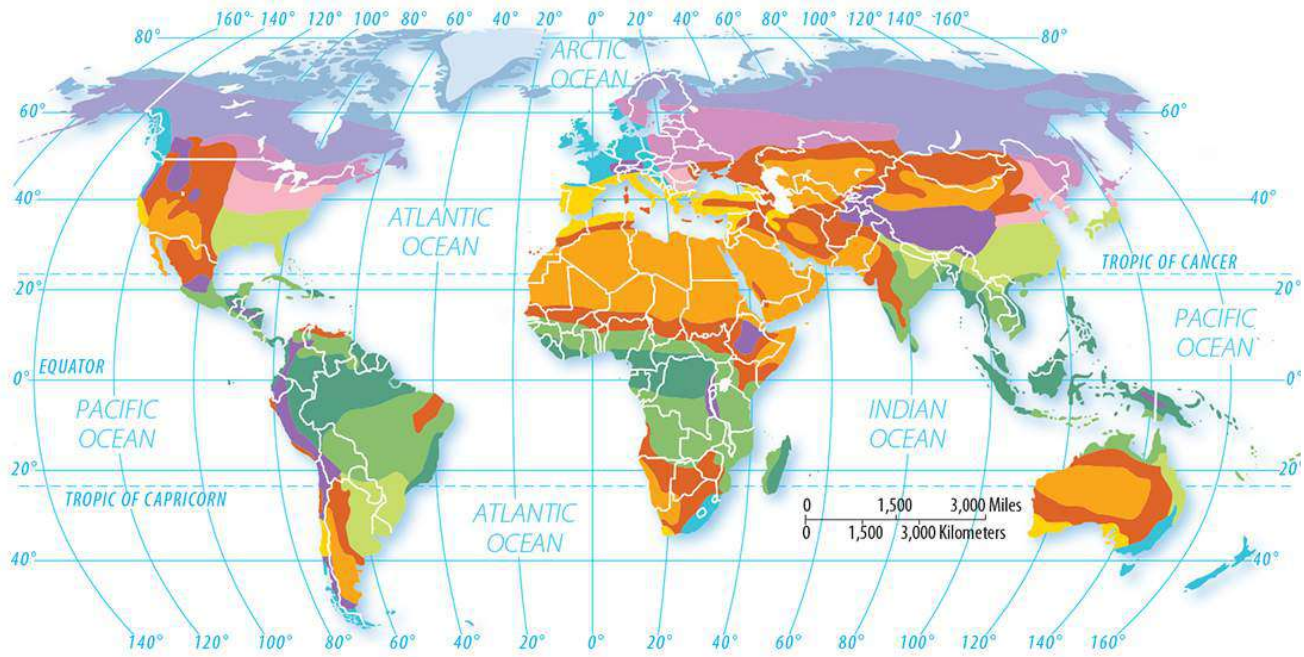 160° 140° 120° 100° 80° 60° 40° 20° 0° 20° 40° 60° 80° 100° 120° 140° 160°
80° 80°
ARCTIC
OCEAN
60° 60°
40° 40°
ATLANTIC
OCEAN
TROPIC OF CANCER
20° 20°
PACIFIC
OCEAN
EQUATOR
0° 0° 0°
PACIFIC
OCEAN
INDIAN
OCEAN
20° 20°
TROPIC OF CAPRICORN
ATLANTIC
OCEAN
0 1,500 3,000 Miles
0 1,500 3,000 Kilometers
40° 40°
140° 120° 100° 80° 60° 40° 20° 0° 20° 40° 60° 80° 100° 120° 140° 160°